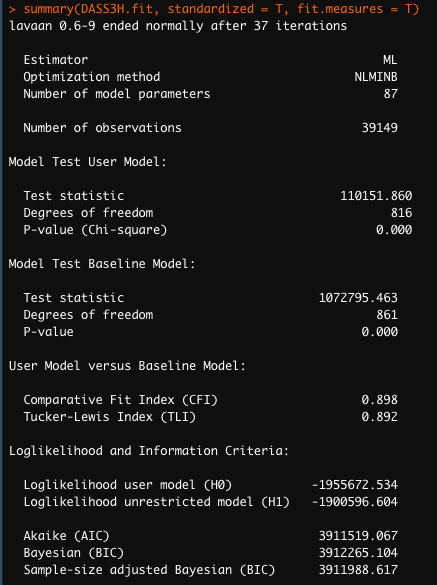 > summary(DASS3H.fit, standardized = T, fit.measures = T)
lavaan 0.6-9 ended normally after 37 iterations
Estimator ML
Optimization method NLMINB
Number of model parameters 87
Number of observations 39149
Model Test User Model:
Test statistic 110151.860
Degrees of freedom 816
P-value (Chi-square) 0.000
Model Test Baseline Model:
Test statistic 1072795.463
Degrees of freedom 861
P-value 0.000
User Model versus Baseline Model:
Comparative Fit Index (CFI) 0.898
Tucker-Lewis Index (TLI) 0.892
Loglikelihood and Information Criteria:
Loglikelihood user model (H0) -1955672.534
Loglikelihood unrestricted model (H1) -1900596.604
Akaike (AIC) 3911519.067
Bayesian (BIC) 3912265.104
Sample-size adjusted Bayesian (BIC) 3911988.617